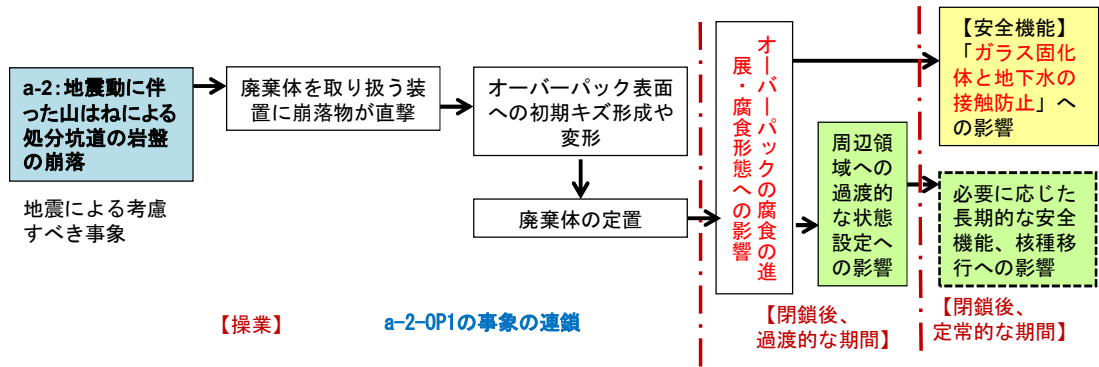 a-2：地震動に伴
った山はねによる
処分坑道の岩盤
の崩落
地震による考慮
すべき事象
廃棄体を取り扱う装
置に崩落物が直撃
オーバーパック表面
への初期キズ形成や
変形
廃棄体の定置
オーバーパックの腐食の進
展・腐食形態への影響
周辺領
域への
過渡的
な状態
設定へ
の影響
【安全機能】
「ガラス固化
体と地下水の
接触防止」へ
の影響
必要に応じた
長期的な安全
機能、核種移
行への影響
【操業】
a-2-OP1の事象の連鎖
【閉鎖後、
過渡的な期間】
【閉鎖後、
定常的な期間】